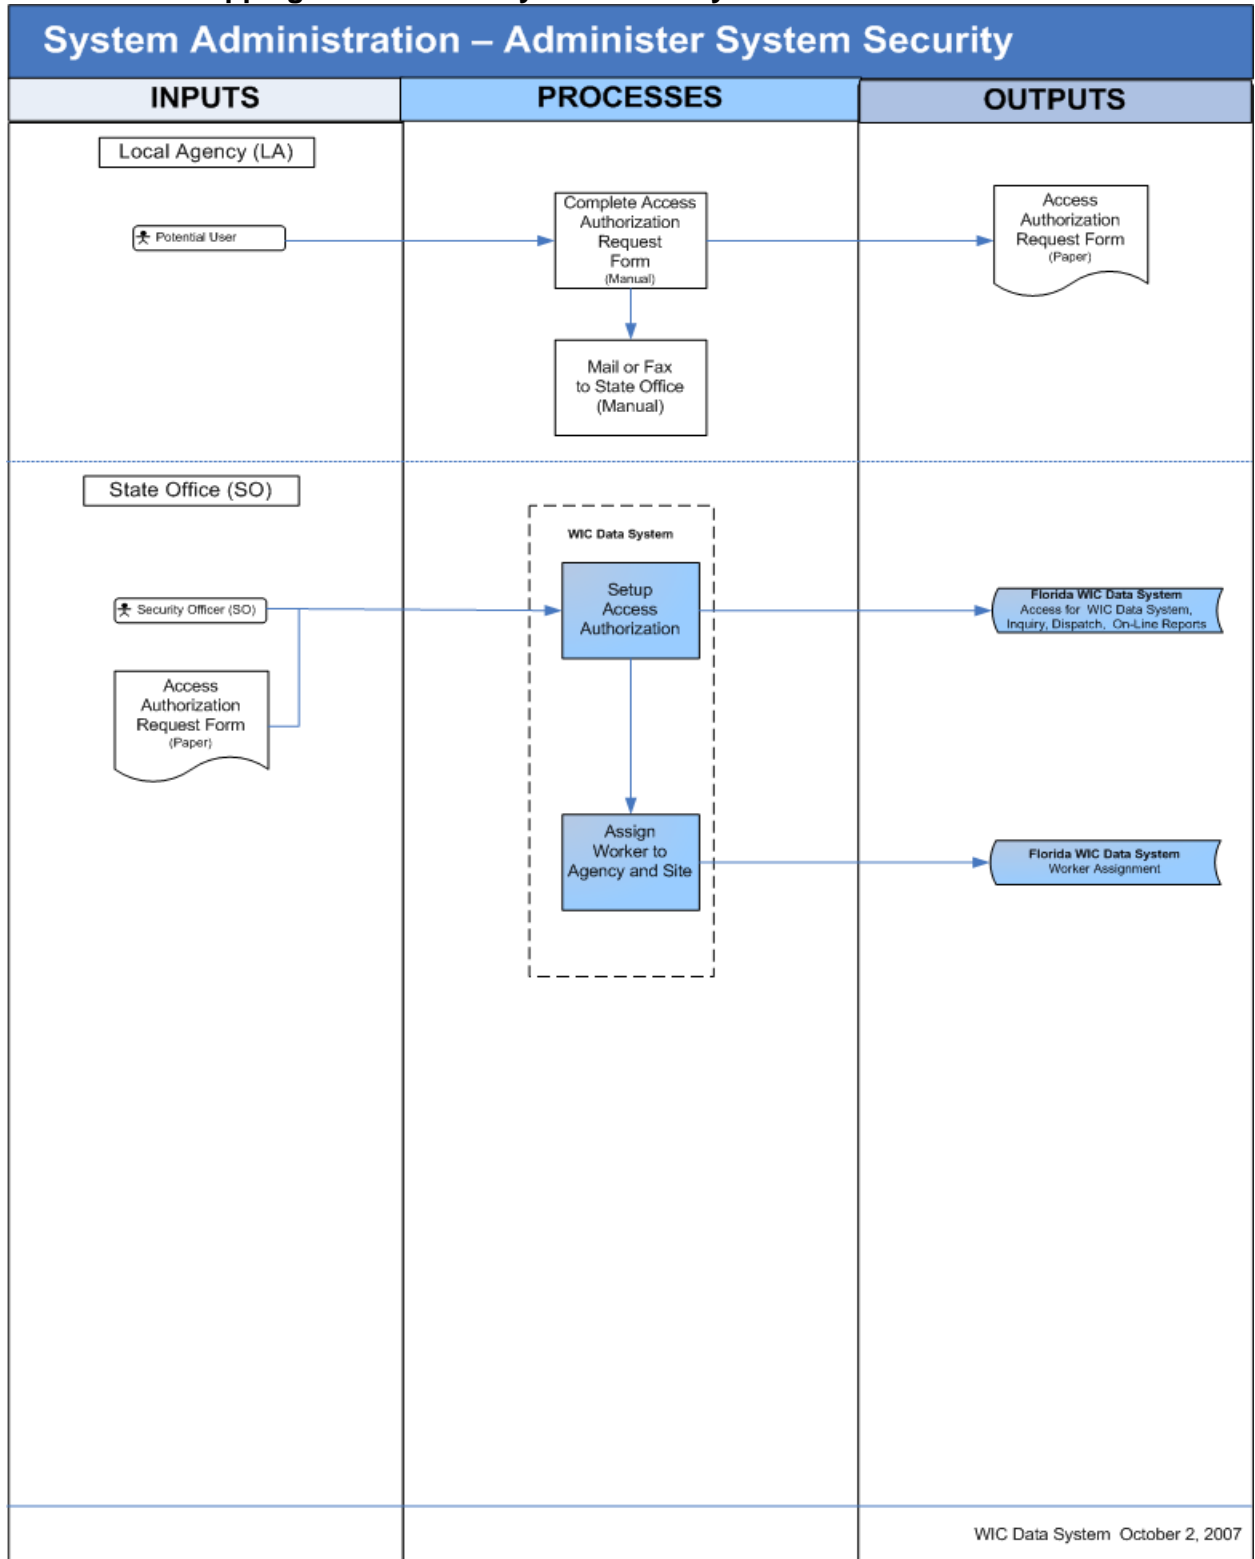 System Administration – Administer System Security
INPUTS
PROCESSES
OUTPUTS
Local Agency (LA)
Potential User
Complete Access
Authorization
Request
Form
(Manual)
Access
Authorization
Request Form
(Paper)
Mail or Fax
to State Office
(Manual)
State Office (SO)
WIC Data System
Security Officer (SO)
Setup
Access
Authorization
Florida WIC Data System
Access for WIC Data System,
Inquiry, Dispatch, On-Line Reports
Access
Authorization
Request Form
(Paper)
Assign
Worker to
Agency and Site
Florida WIC Data System
Worker Assignment
WIC Data System October 2, 2007